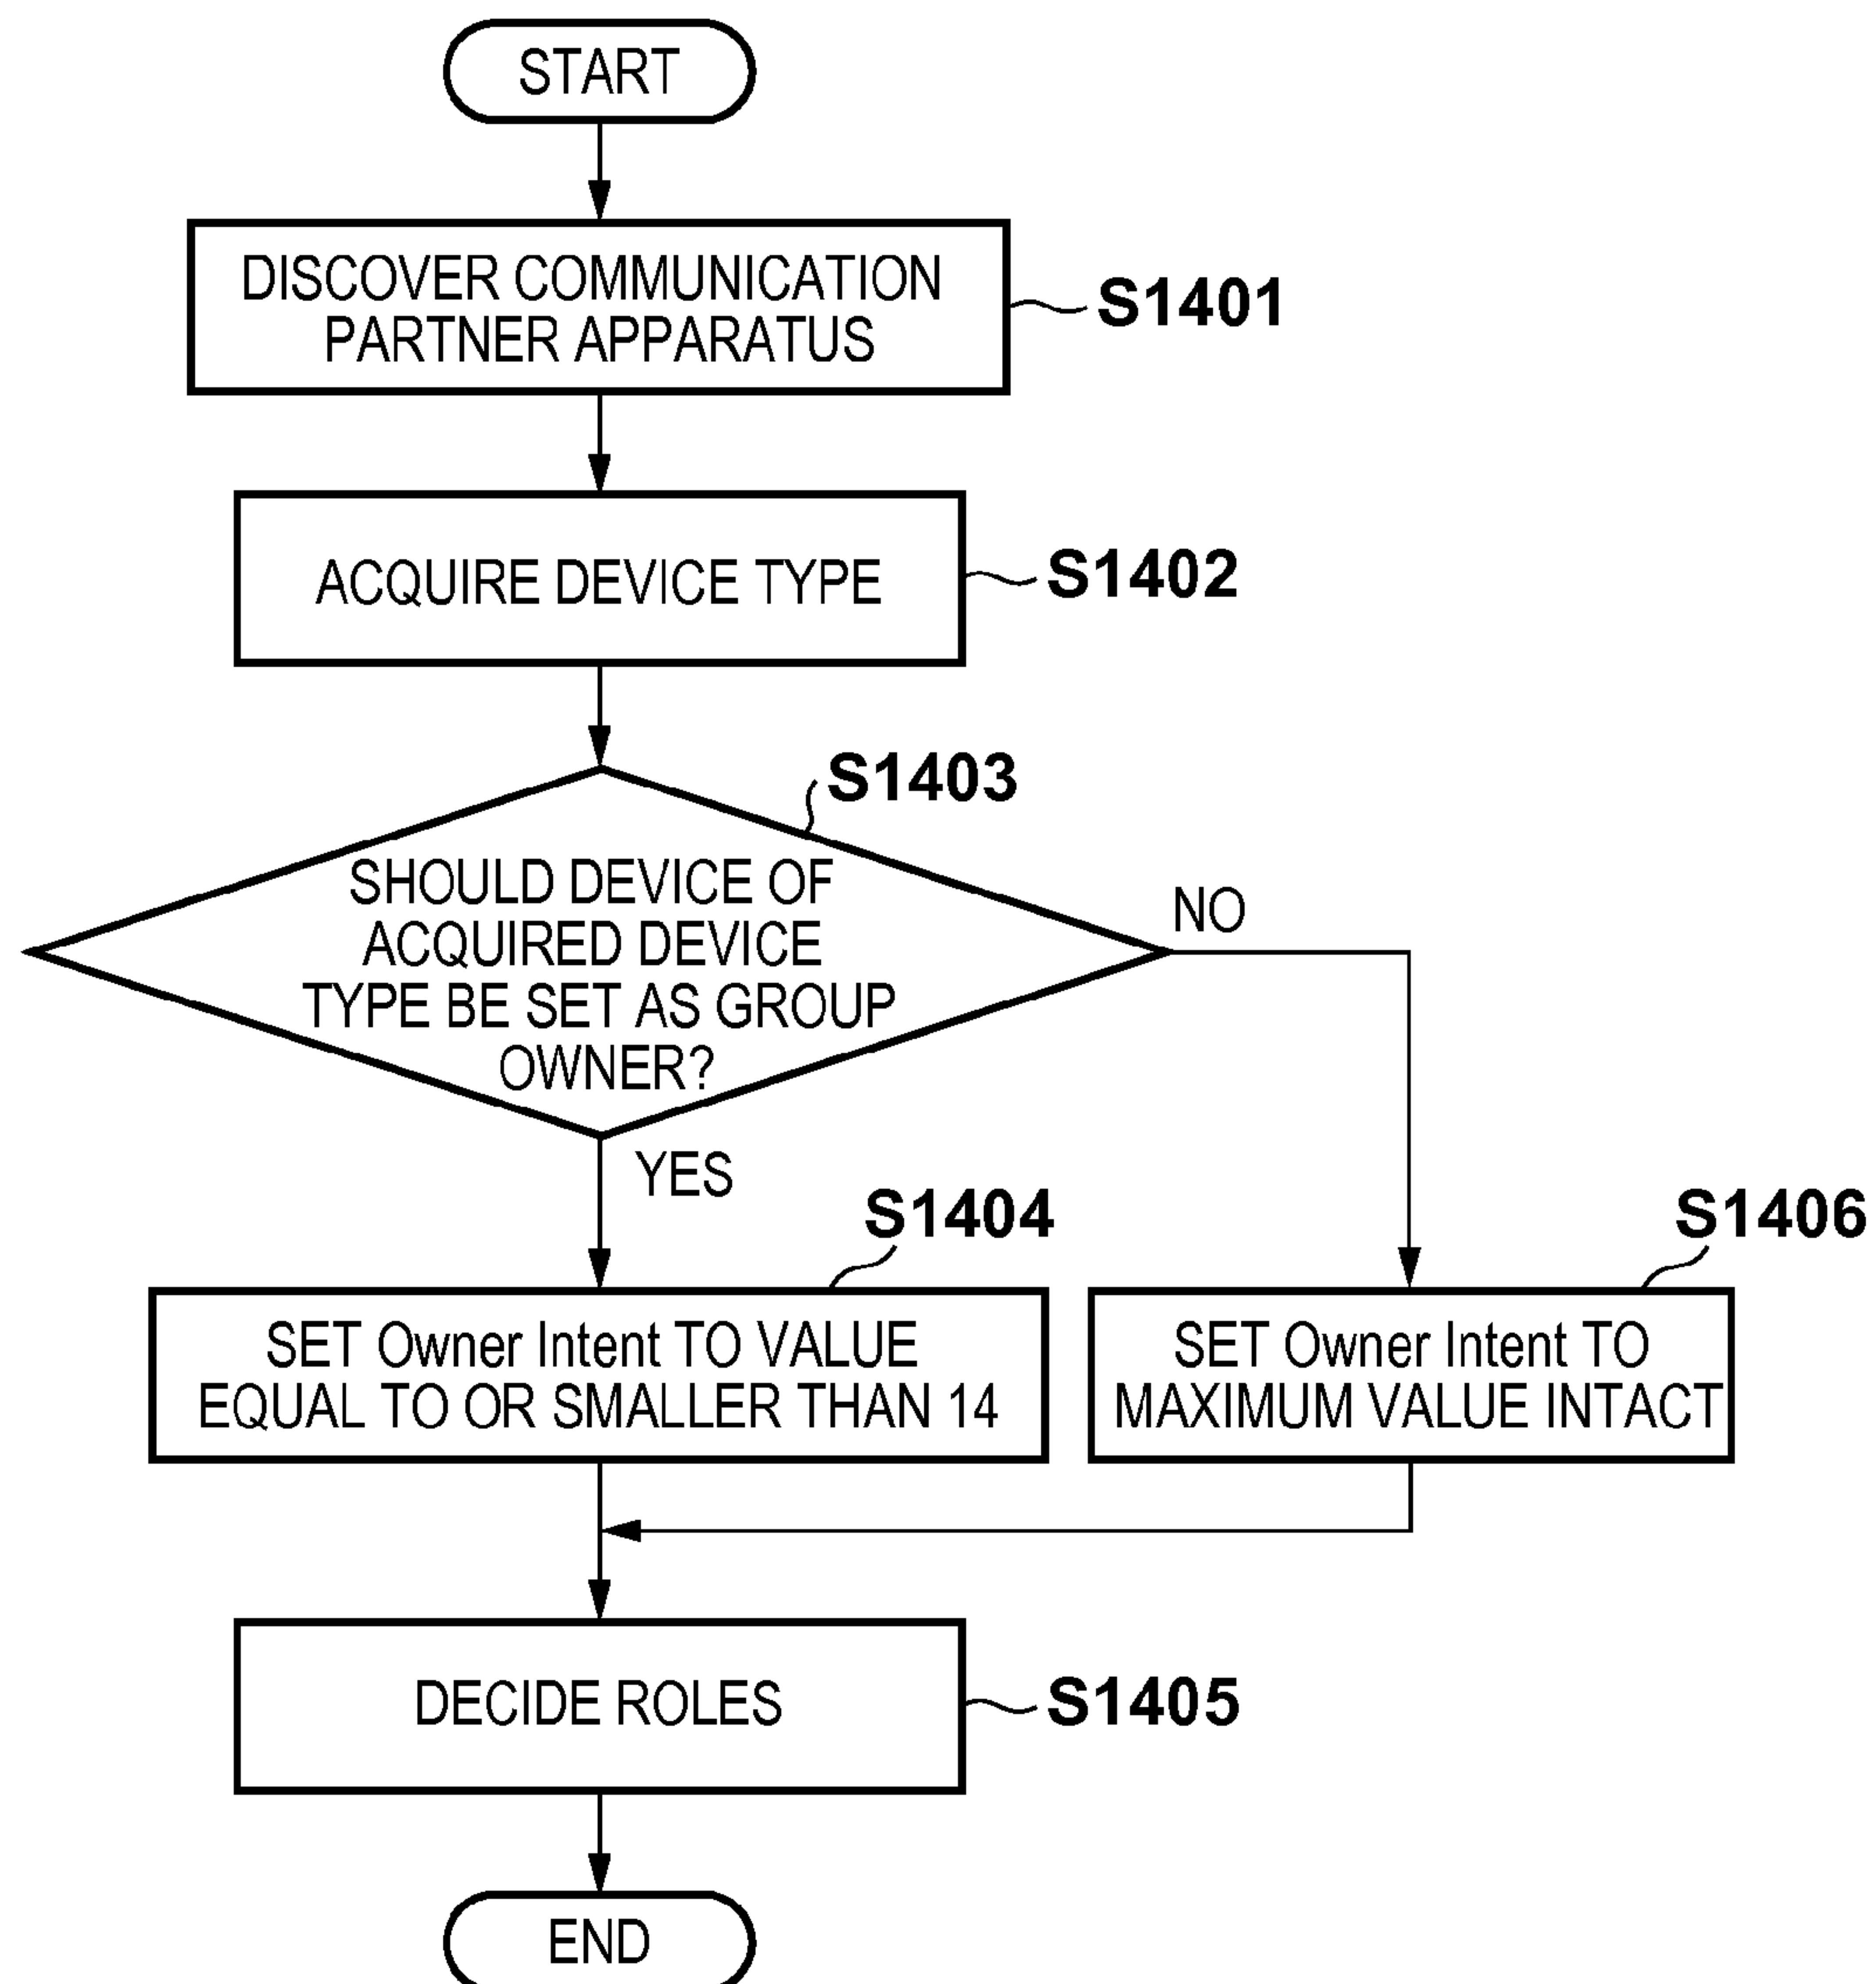 START
DISCOVER COMMUNICATION
PARTNER APPARATUS
S1401
ACQUIRE DEVICE TYPE
S1402
S1403
SHOULD DEVICE OF
ACQUIRED DEVICE
TYPE BE SET AS GROUP
OWNER?
NO
YES
S1404
SET Owner Intent TO VALUE
EQUAL TO OR SMALLER THAN 14
S1406
SET Owner Intent TO
MAXIMUM VALUE INTACT
DECIDE ROLES
S1405
END